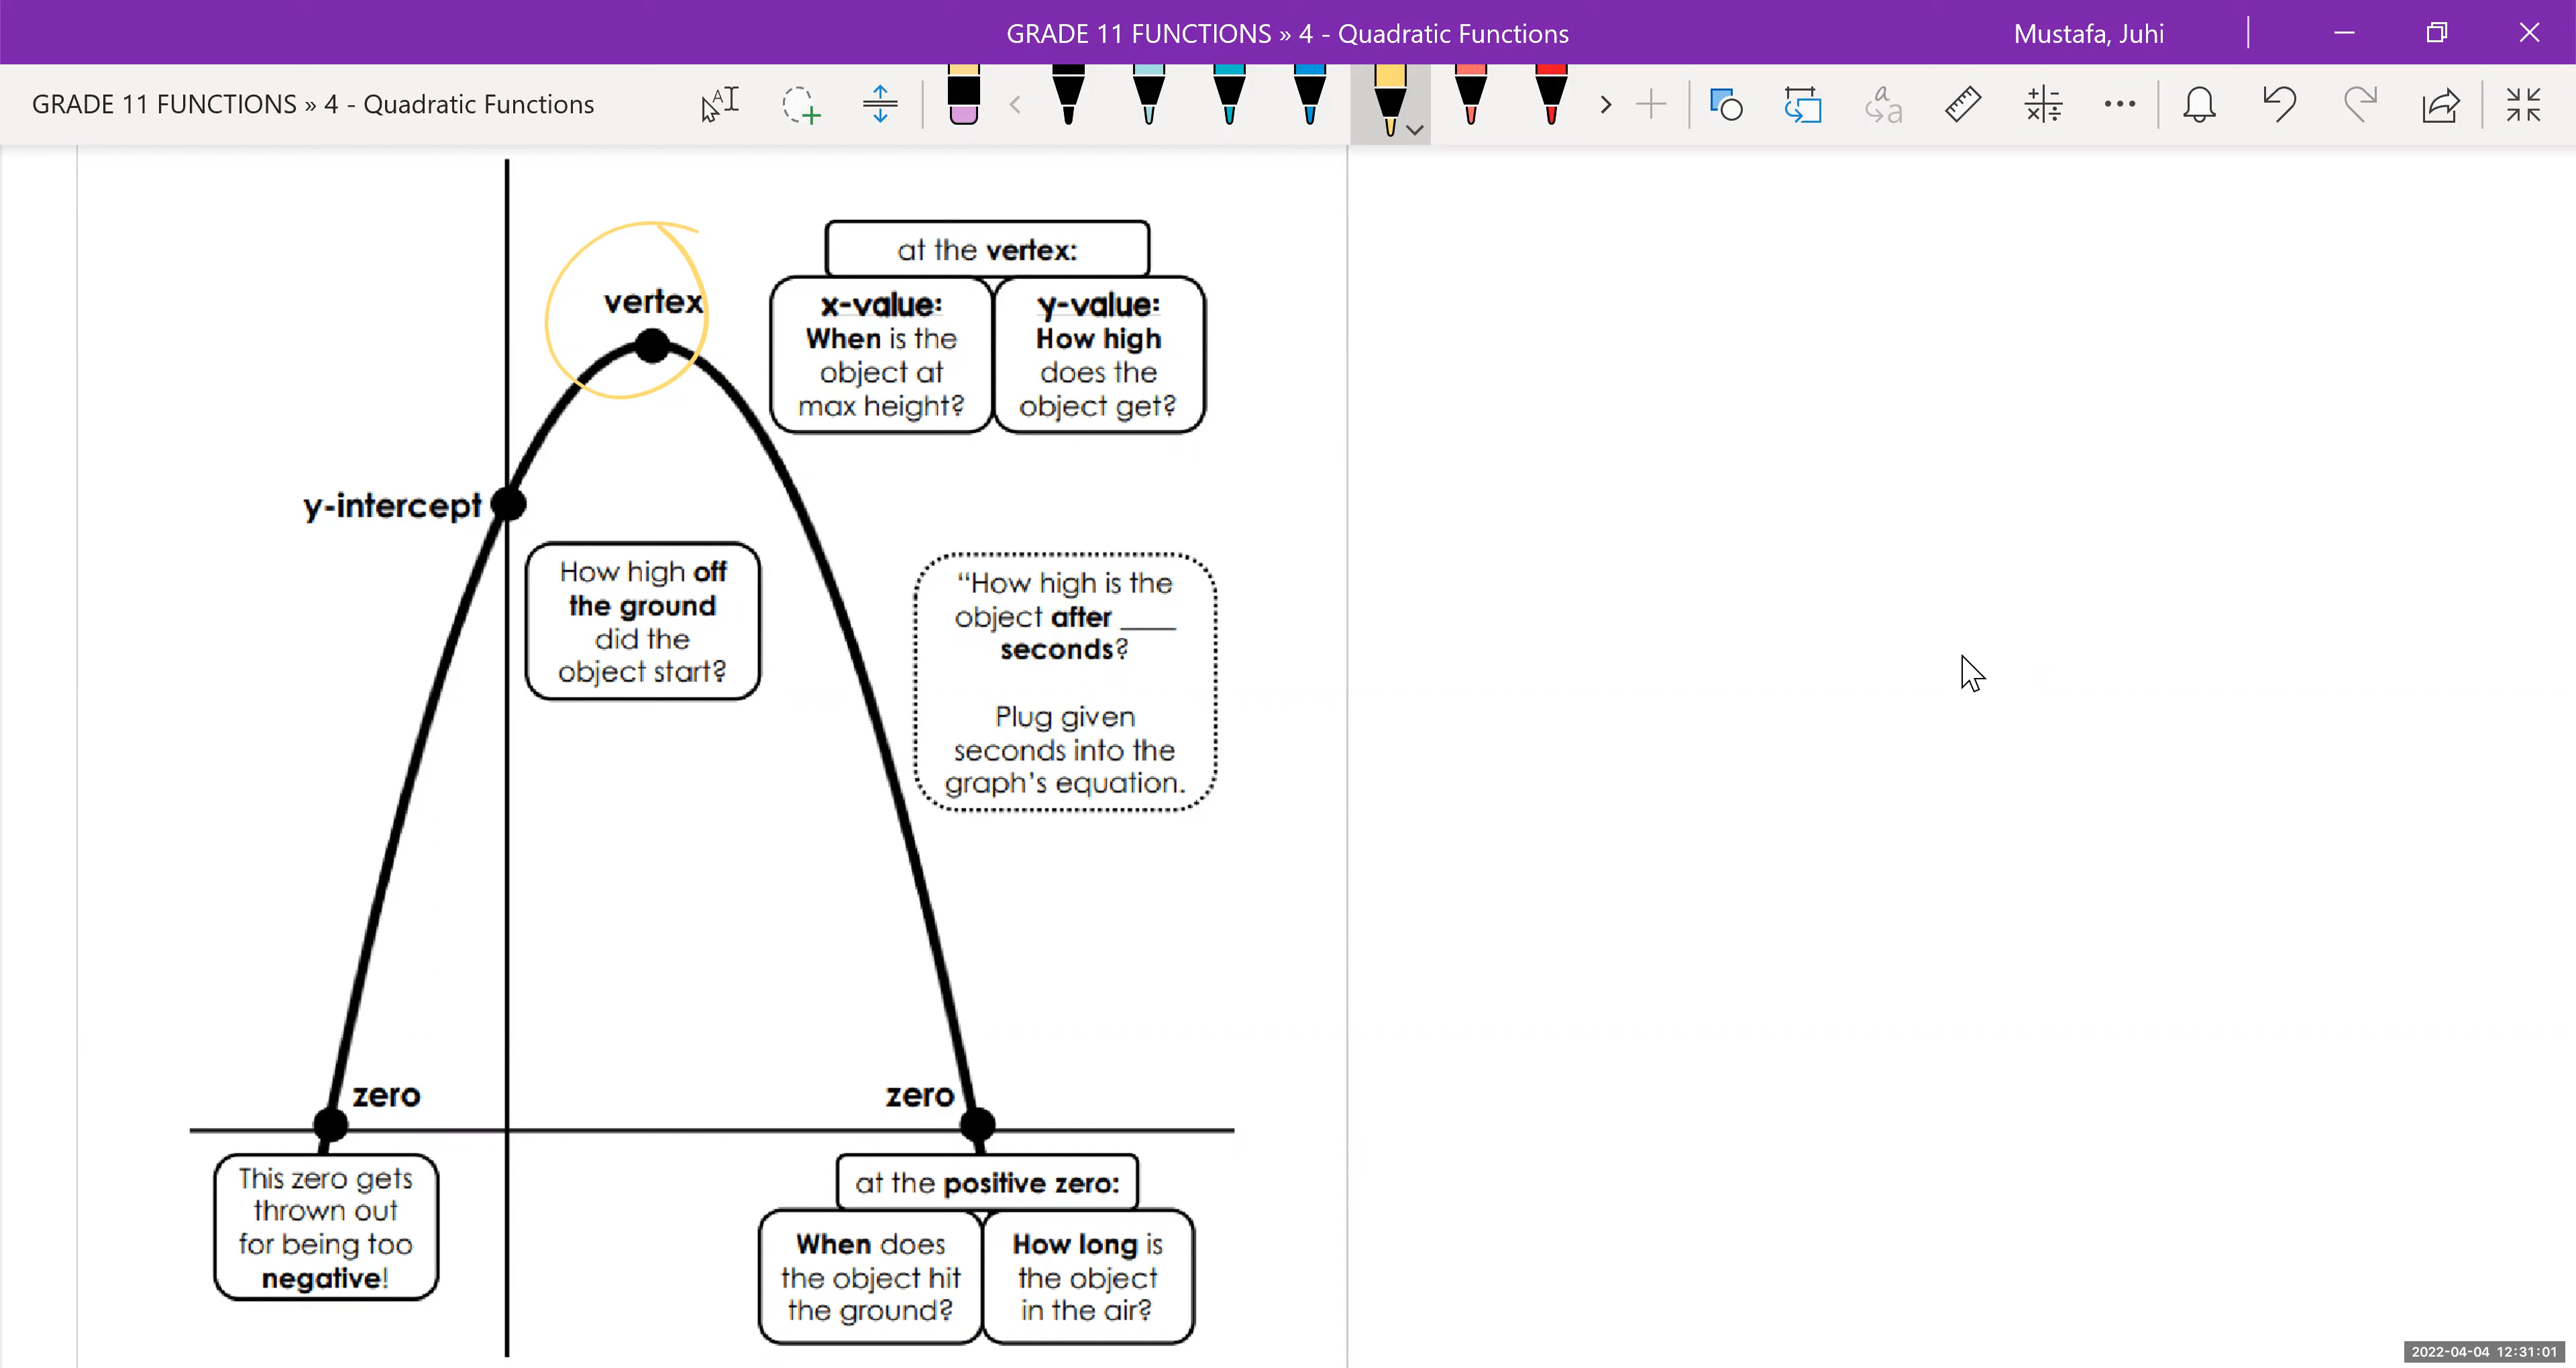 GRADE 11 FUNCTIONS » 4 - Quadratic Functions
Mustafa, Juhi
GRADE 11 FUNCTIONS » 4 - Quadratic Functions
at the vertex:
vertex
x-value:
When is the
object at
max height?
y-value:
How high
does the
object get?
y-intercept
How high off
the ground
did the
object start?
"How high is the
object after ____
seconds?
Plug given
seconds into the
graph's equation.
zero
zero
This zero gets
thrown out
for being too
negative!
at the positive zero:
When does
the object hit
the ground?
How long is
the object
in the air?
2022-04-04 12:31:01